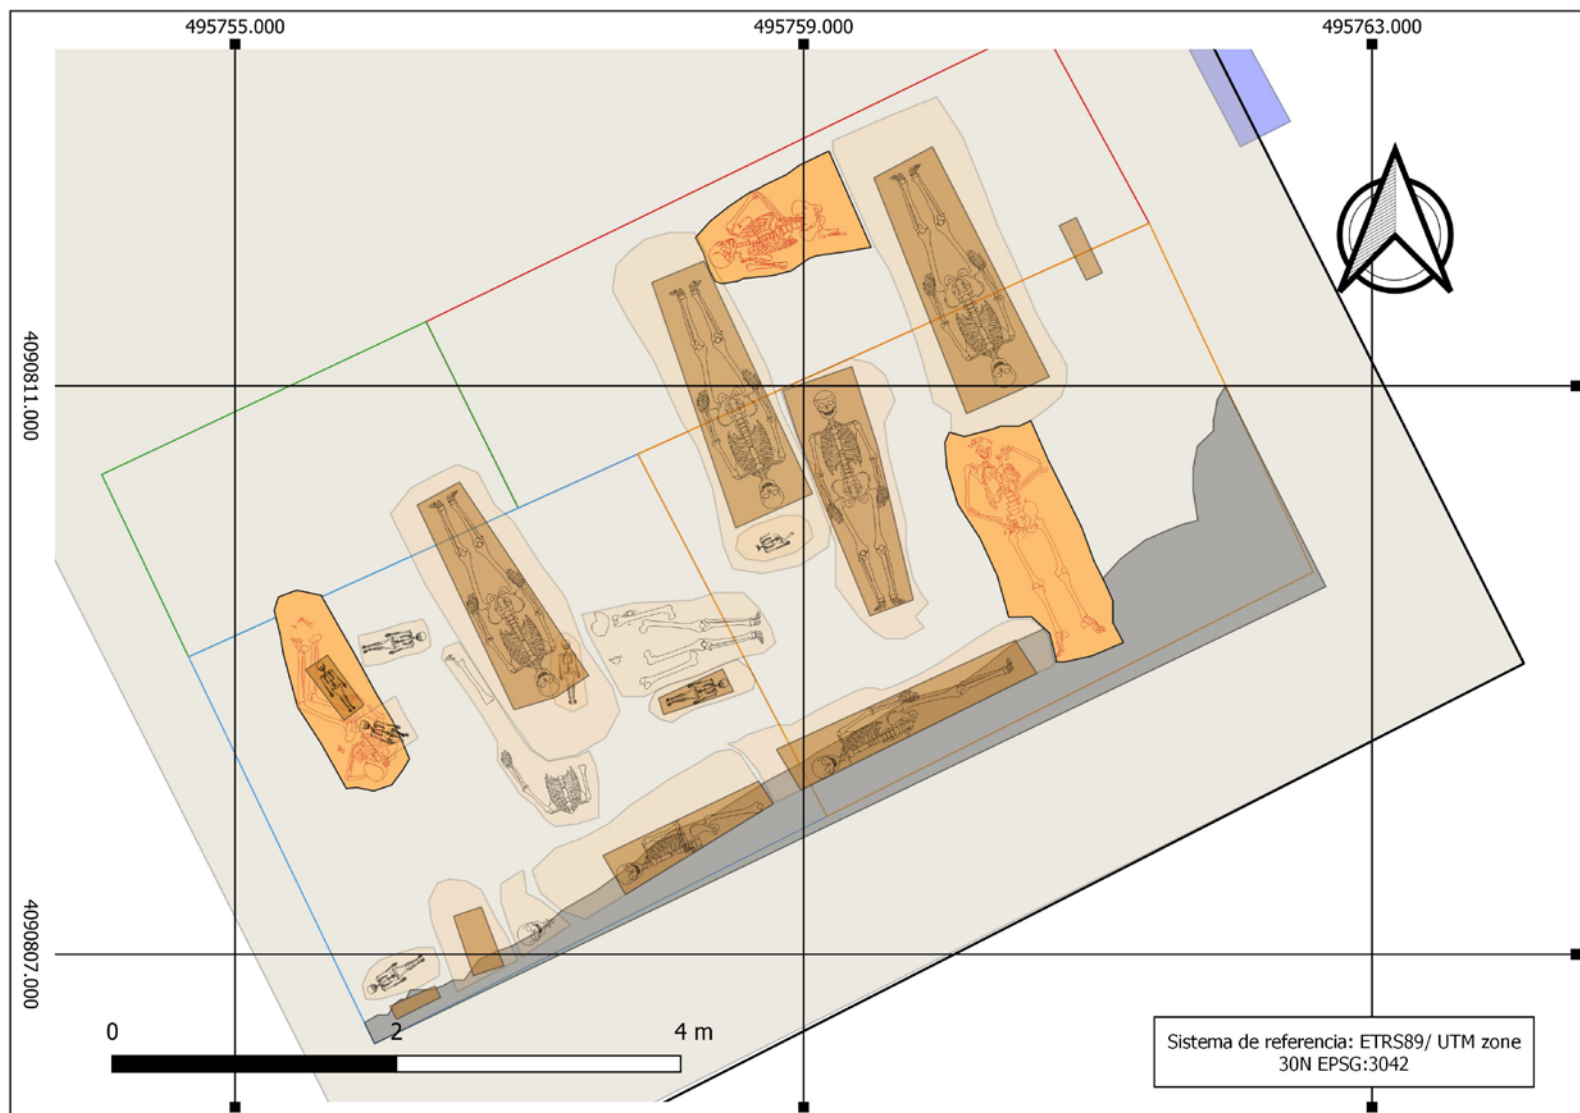 495755.000 495759.000 495763.000
4090811.000
4090807.000
0 2 4 m
Sistema de referencia: ETRS89/ UTM zone
30N EPSG:3042